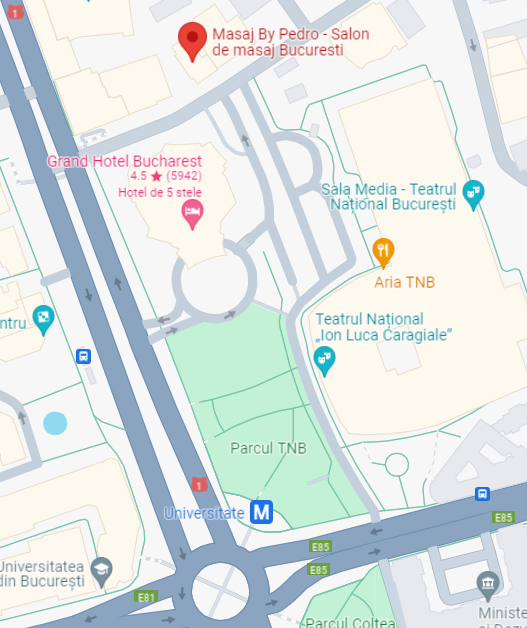 1
Masaj By Pedro - Salon
de masaj Bucuresti
Grand Hotel Bucharest
4.5 ★ (5942)
Hotel de 5 stele
Sala Media - Teatrul
Național București
Aria TNB
ntru
Teatrul Național
„Ion Luca Caragiale”
Parcul TNB
1
Universitate M
E85
E85
E85
Universitatea
din București
E81
Ministe
Parcul Colțea